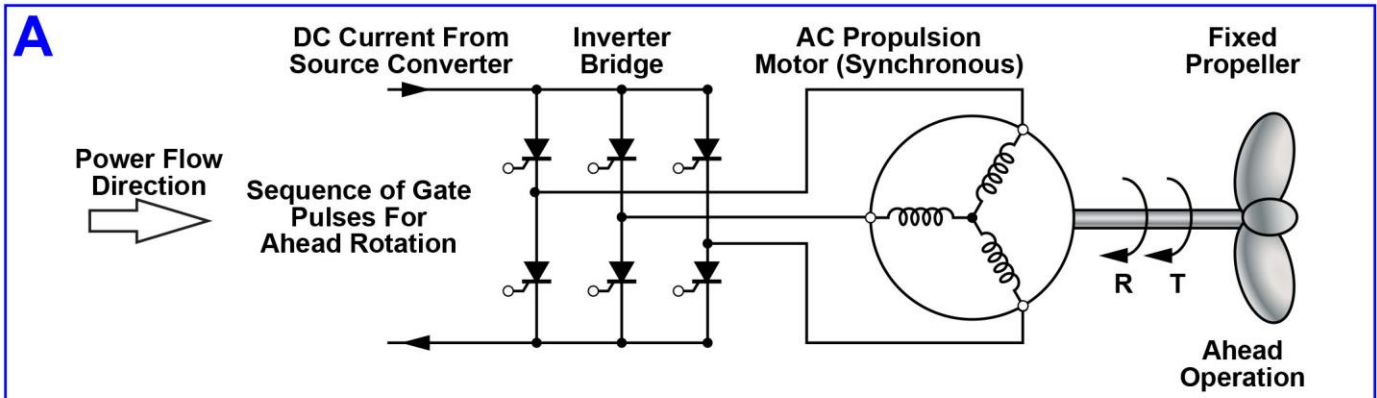 A
DC Current From
Source Converter
Inverter
Bridge
AC Propulsion
Motor (Synchronous)
Fixed
Propeller
Power Flow
Direction
Sequence of Gate
Pulses For
Ahead Rotation
R
T
Ahead
Operation